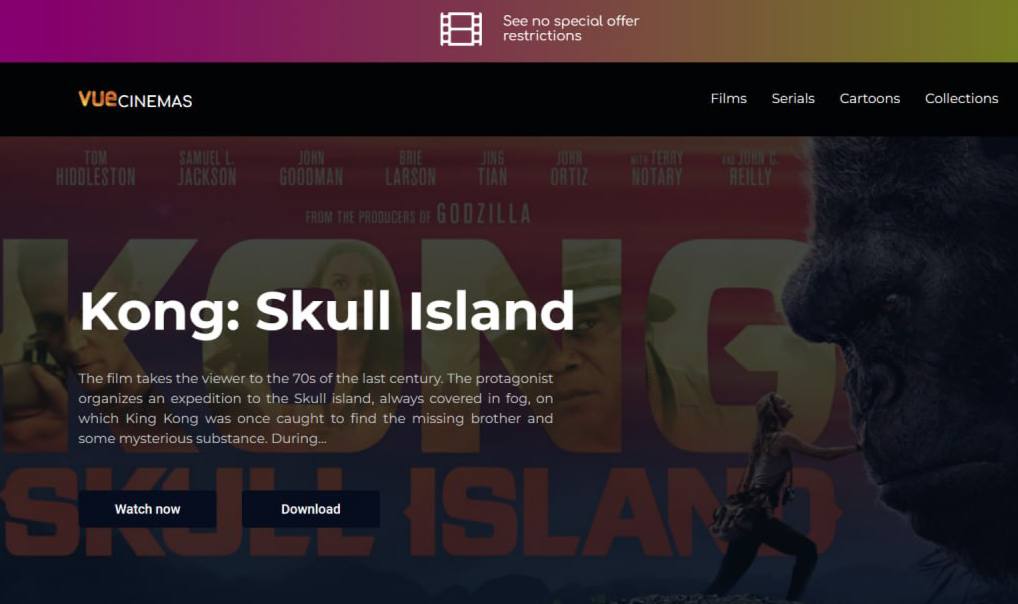 See no special offer
restrictions
vue CINEMAS
Films Serials Cartoons Collections
TOM HIDDLESTON SAMUEL L. JACKSON JOHN GOODMAN BRIE LARSON JING TIAN JOHN ORTIZ WITH TERRY NOTARY AND JOHN C. REILLY
FROM THE PRODUCERS OF GODZILLA
KONG
Kong: Skull Island
The film takes the viewer to the 70s of the last century. The protagonist
organizes an expedition to the Skull island, always covered in fog, on
which King Kong was once caught to find the missing brother and
some mysterious substance. During...
SKULL ISLAND
Watch now Download